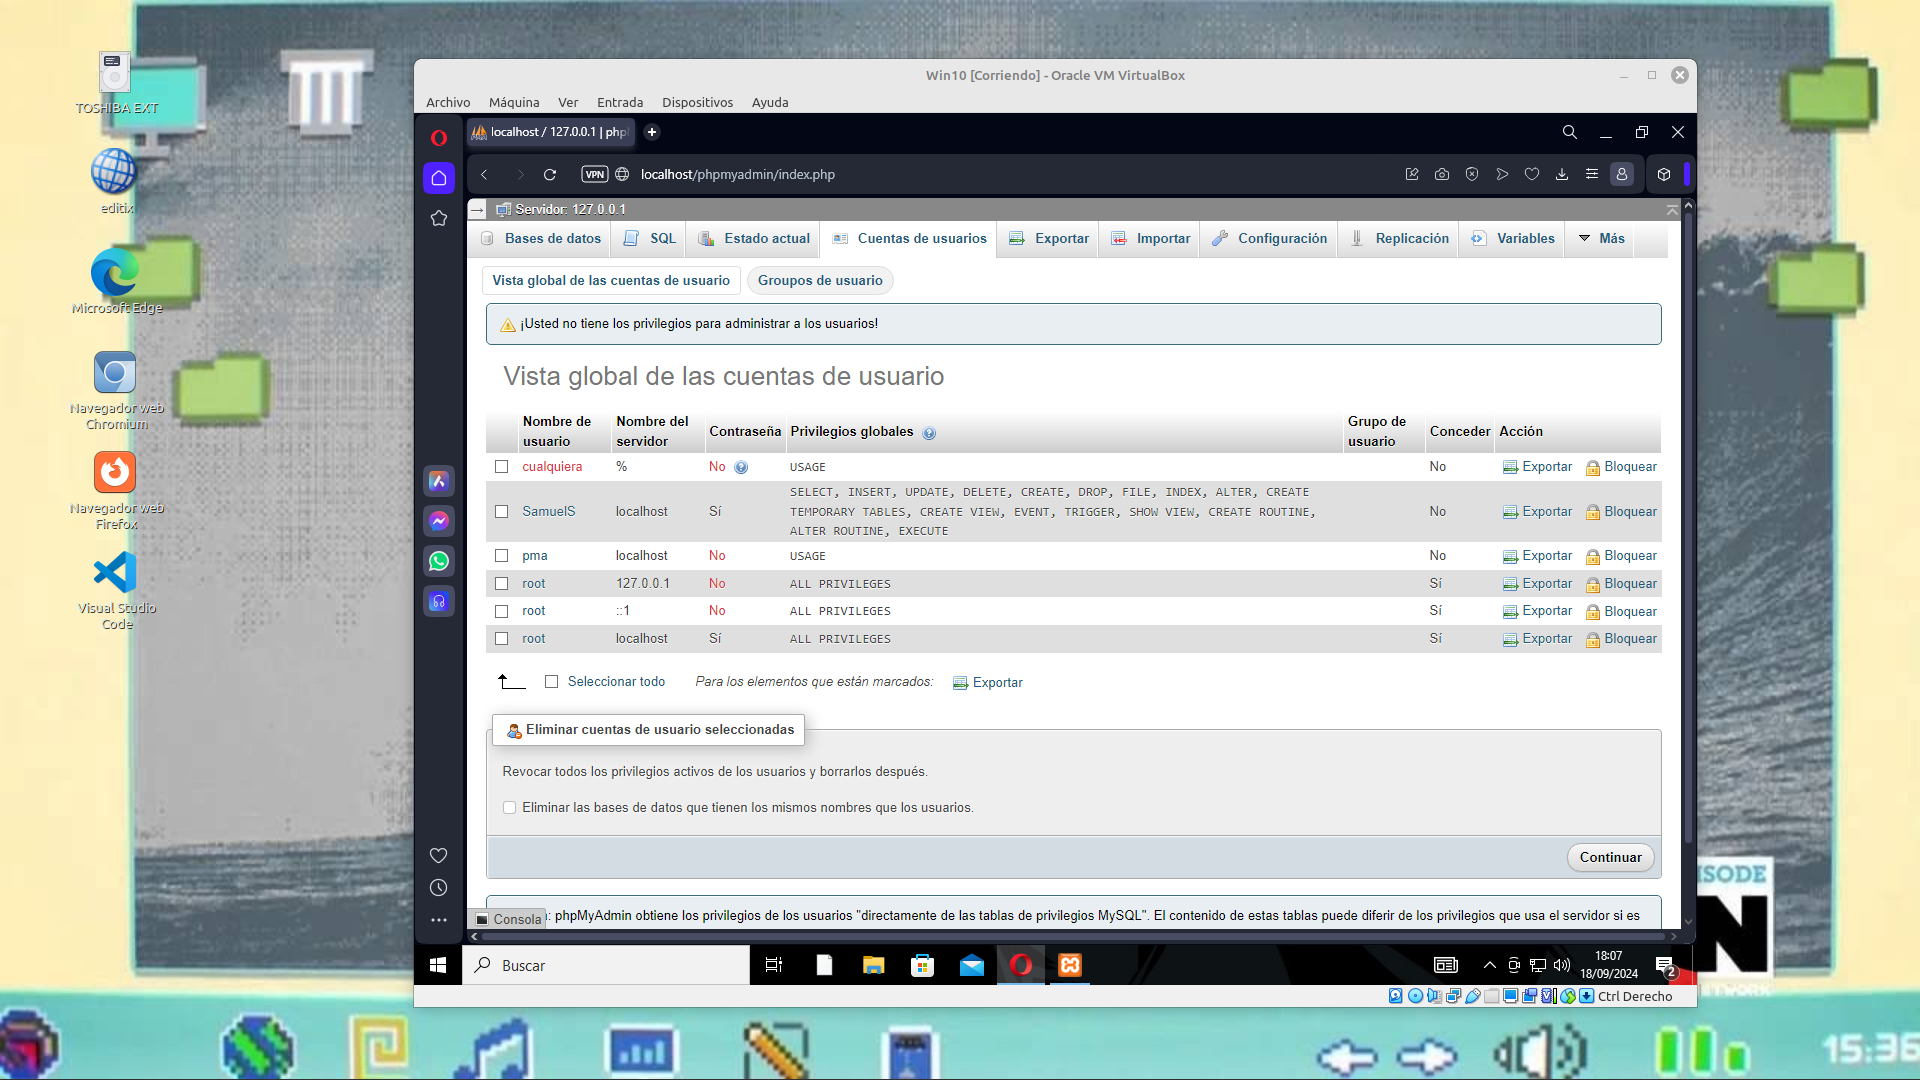 TOSHIBA EXT
editix
Microsoft Edge
Navegador web
Chromium
Navegador web
Firefox
Visual Studio
Code
Win10 [Corriendo] - Oracle VM VirtualBox
Archivo Máquina Ver Entrada Dispositivos Ayuda
localhost / 127.0.0.1 | php
VPN localhost/phpmyadmin/index.php
Servidor: 127.0.0.1
Bases de datos SQL Estado actual Cuentas de usuarios Exportar Importar Configuración Replicación Variables Más
Vista global de las cuentas de usuario Groupos de usuario
¡Usted no tiene los privilegios para administrar a los usuarios!
Vista global de las cuentas de usuario
Nombre de usuario Nombre del servidor Contraseña Privilegios globales Grupo de usuario Conceder Acción
cualquiera % No USAGE No Exportar Bloquear
SamuelS localhost Sí SELECT, INSERT, UPDATE, DELETE, CREATE, DROP, FILE, INDEX, ALTER, CREATE
TEMPORARY TABLES, CREATE VIEW, EVENT, TRIGGER, SHOW VIEW, CREATE ROUTINE,
ALTER ROUTINE, EXECUTE No Exportar Bloquear
pma localhost No USAGE No Exportar Bloquear
root 127.0.0.1 No ALL PRIVILEGES Sí Exportar Bloquear
root ::1 No ALL PRIVILEGES Sí Exportar Bloquear
root localhost Sí ALL PRIVILEGES Sí Exportar Bloquear
Seleccionar todo Para los elementos que están marcados: Exportar
Eliminar cuentas de usuario seleccionadas
Revocar todos los privilegios activos de los usuarios y borrarlos después.
Eliminar las bases de datos que tienen los mismos nombres que los usuarios.
Continuar
: phpMyAdmin obtiene los privilegios de los usuarios "directamente de las tablas de privilegios MySQL". El contenido de estas tablas puede diferir de los privilegios que usa el servidor si es
Consola
Buscar
18:07
18/09/2024
2
Ctrl Derecho
ISODE
N
TWORK
15:36